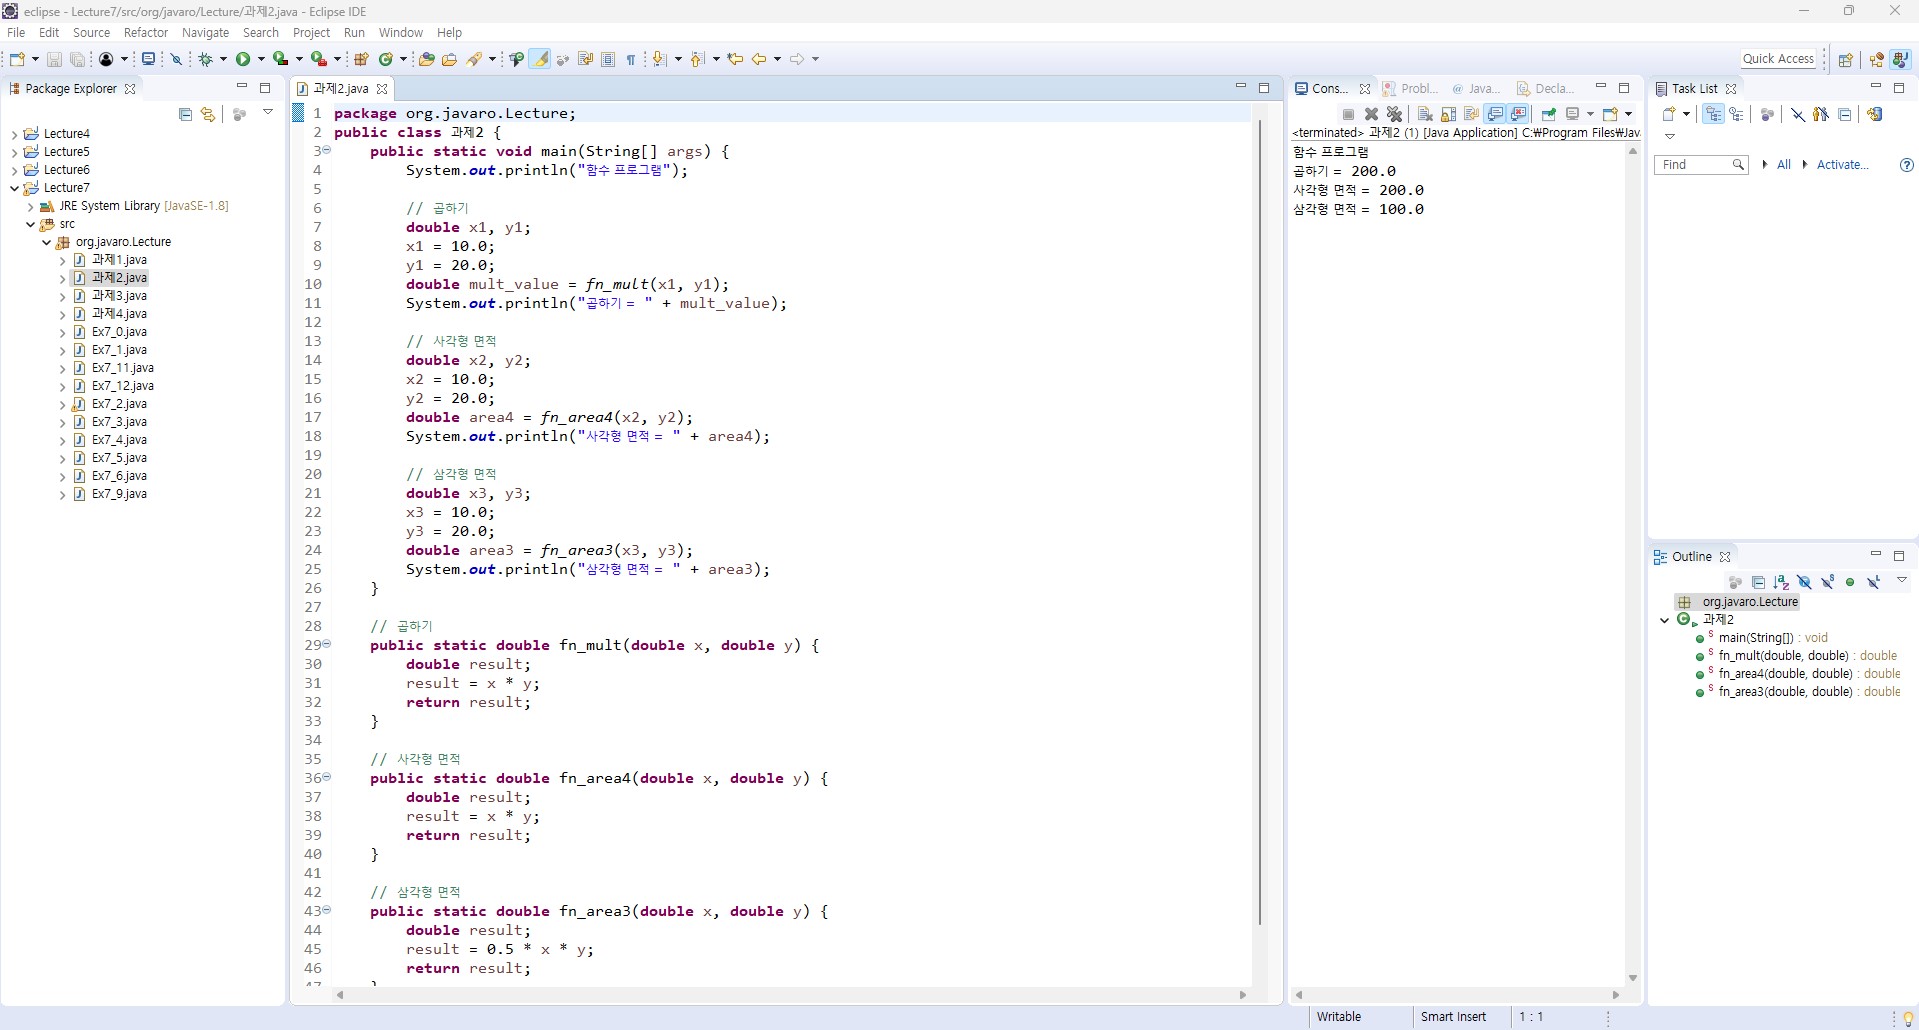 eclipse - Lecture7/src/org/javaro/Lecture/과제2.java - Eclipse IDE
File Edit Source Refactor Navigate Search Project Run Window Help
Quick Access
Package Explorer
Lecture4
Lecture5
Lecture6
Lecture7
JRE System Library [JavaSE-1.8]
src
org.javaro.Lecture
과제1.java
과제2.java
과제3.java
과제4.java
Ex7_0.java
Ex7_1.java
Ex7_11.java
Ex7_12.java
Ex7_2.java
Ex7_3.java
Ex7_4.java
Ex7_5.java
Ex7_6.java
Ex7_9.java
과제2.java
1 package org.javaro.Lecture;
2 public class 과제2 {
3 public static void main(String[] args) {
4 System.out.println("함수 프로그램");
5
6 // 곱하기
7 double x1, y1;
8 x1 = 10.0;
9 y1 = 20.0;
10 double mult_value = fn_mult(x1, y1);
11 System.out.println("곱하기 = " + mult_value);
12
13 // 사각형 면적
14 double x2, y2;
15 x2 = 10.0;
16 y2 = 20.0;
17 double area4 = fn_area4(x2, y2);
18 System.out.println("사각형 면적 = " + area4);
19
20 // 삼각형 면적
21 double x3, y3;
22 x3 = 10.0;
23 y3 = 20.0;
24 double area3 = fn_area3(x3, y3);
25 System.out.println("삼각형 면적 = " + area3);
26 }
27
28 // 곱하기
29 public static double fn_mult(double x, double y) {
30 double result;
31 result = x * y;
32 return result;
33 }
34
35 // 사각형 면적
36 public static double fn_area4(double x, double y) {
37 double result;
38 result = x * y;
39 return result;
40 }
41
42 // 삼각형 면적
43 public static double fn_area3(double x, double y) {
44 double result;
45 result = 0.5 * x * y;
46 return result;
47 }
Cons... Probl... Java... Decla...
<terminated> 과제2 (1) [Java Application] C:₩Program Files₩Jav
함수 프로그램
곱하기 = 200.0
사각형 면적 = 200.0
삼각형 면적 = 100.0
Task List
Find All Activate...
Outline
org.javaro.Lecture
과제2
main(String[]) : void
fn_mult(double, double) : double
fn_area4(double, double) : double
fn_area3(double, double) : double
Writable Smart Insert 1 : 1